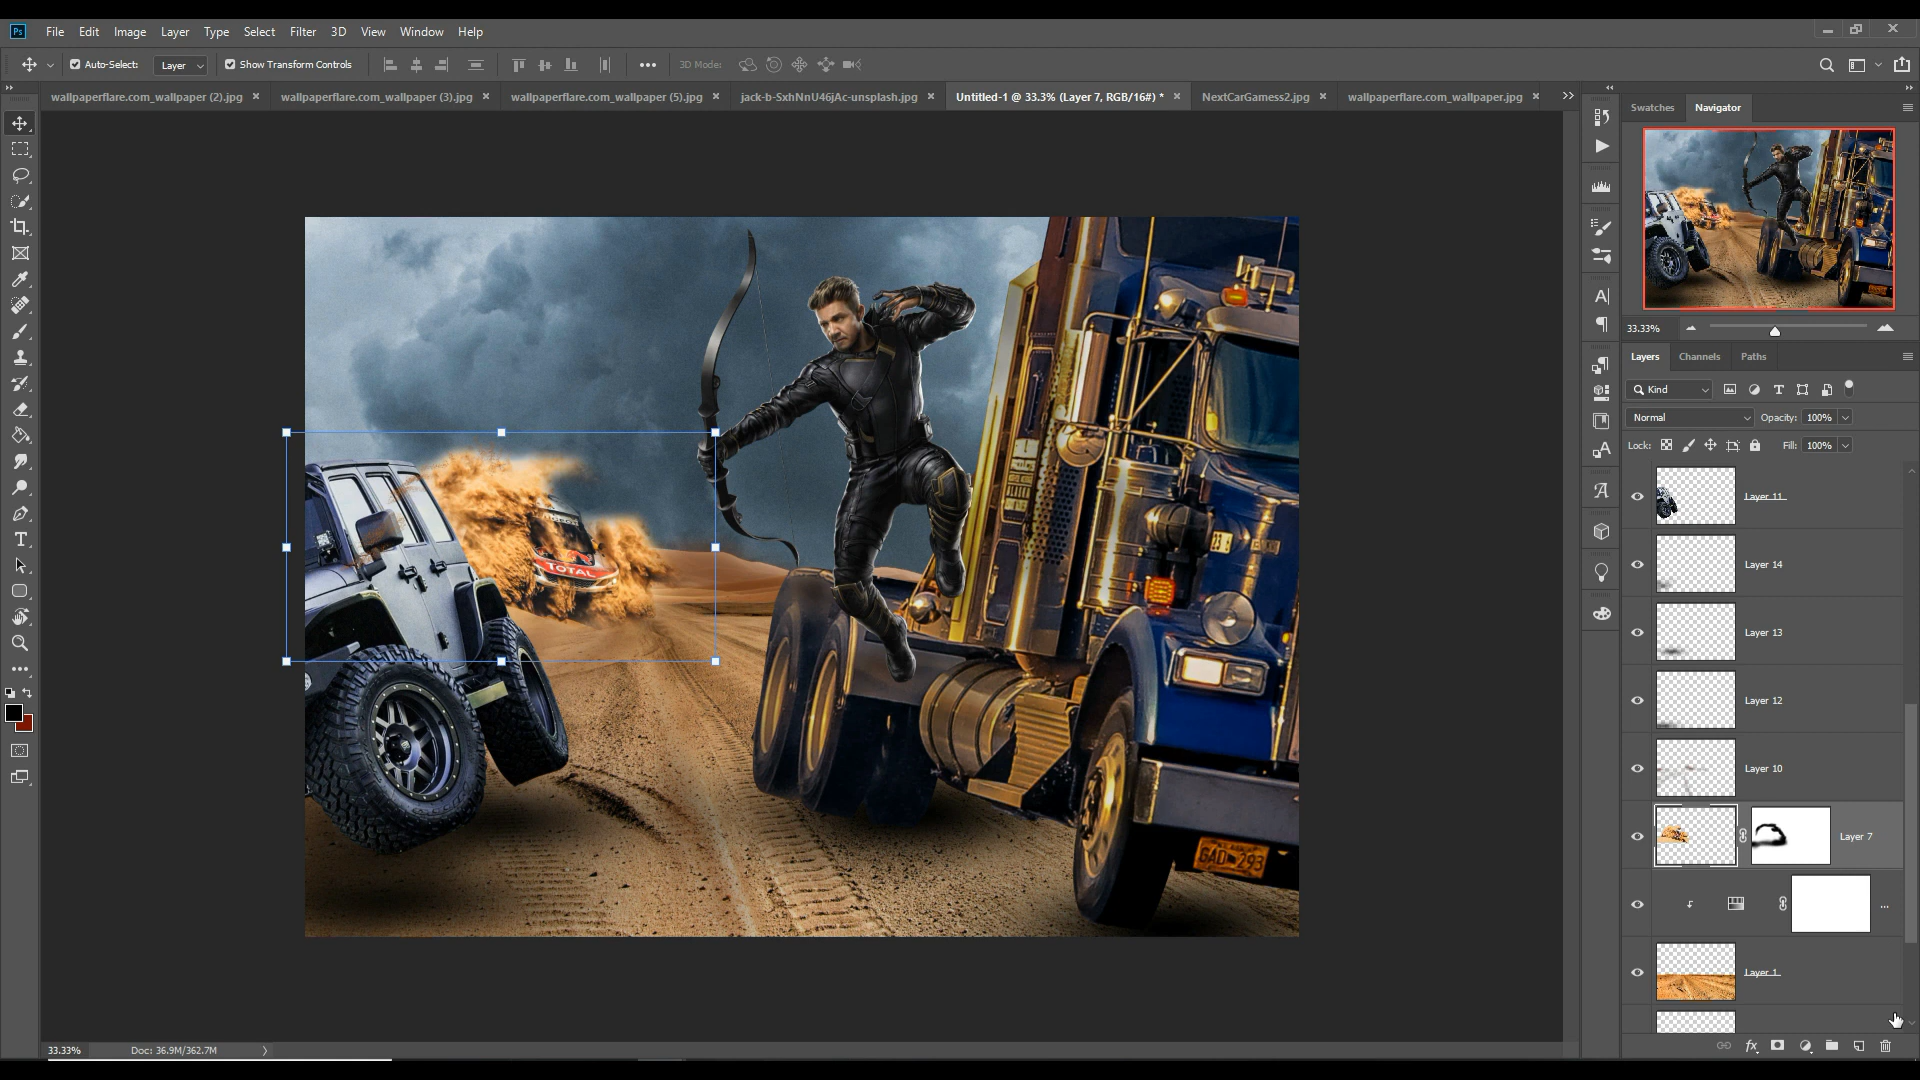 Ps File Edit Image Layer Type Select Filter 3D View Window Help
Auto-Select: Layer Show Transform Controls 3D Mode:
wallpaperflare.com_wallpaper (2).jpg wallpaperflare.com_wallpaper (3).jpg wallpaperflare.com_wallpaper (5).jpg jack-b-SxhNnU46jAc-unsplash.jpg Untitled-1 @ 33.3% (Layer 7, RGB/16#) * NextCarGamess2.jpg wallpaperflare.com_wallpaper.jpg
Swatches Navigator
33.33%
Layers Channels Paths
Kind
Normal Opacity: 100%
Lock: Fill: 100%
Layer 11
Layer 14
Layer 13
Layer 12
Layer 10
Layer 7
...
Layer 1
TOTAL
GAD-293
33.33% Doc: 36.9M/362.7M